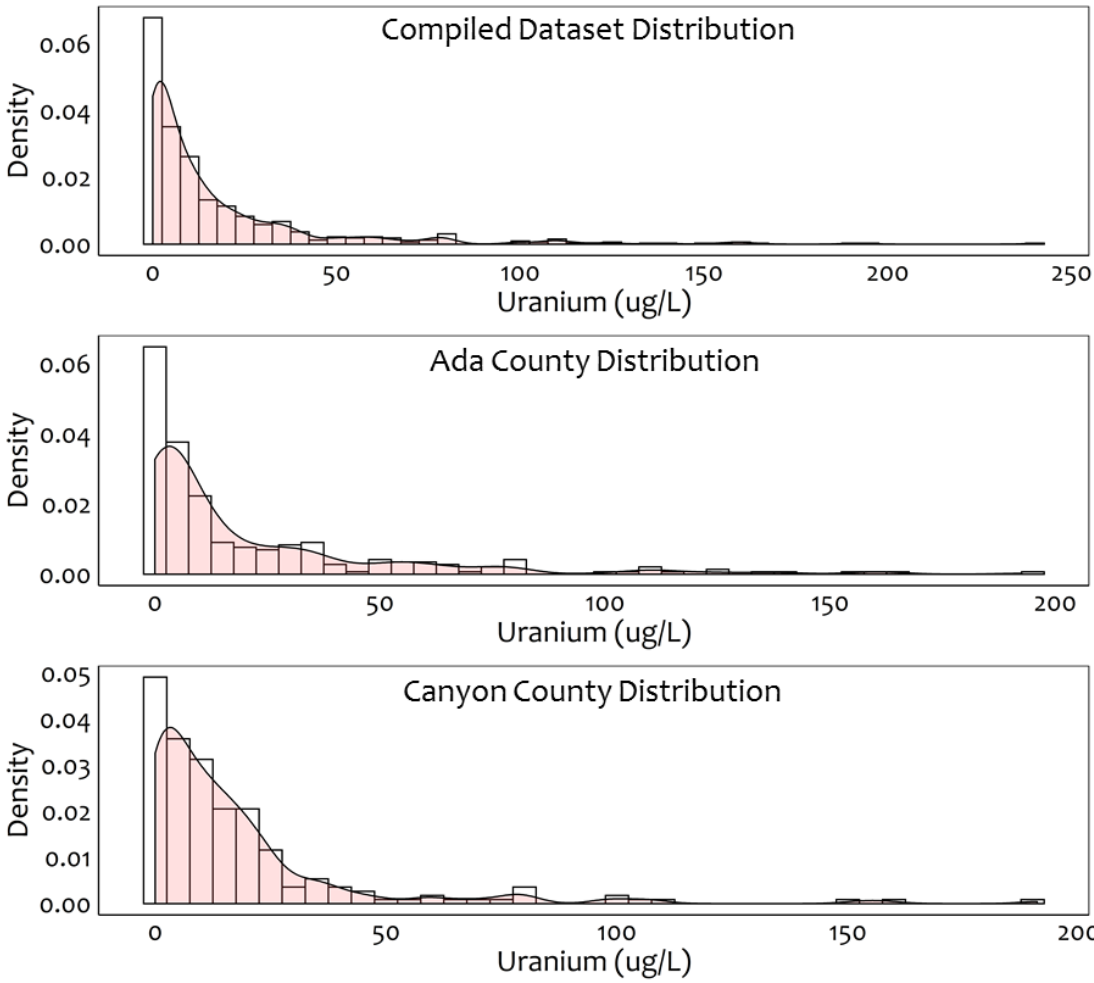 Compiled Dataset Distribution
Density
0.06
0.04
0.02
0.00
0 50 100 150 200 250
Uranium (ug/L)
Ada County Distribution
Density
0.06
0.04
0.02
0.00
0 50 100 150 200
Uranium (ug/L)
Canyon County Distribution
Density
0.05
0.04
0.03
0.02
0.01
0.00
0 50 100 150 200
Uranium (ug/L)